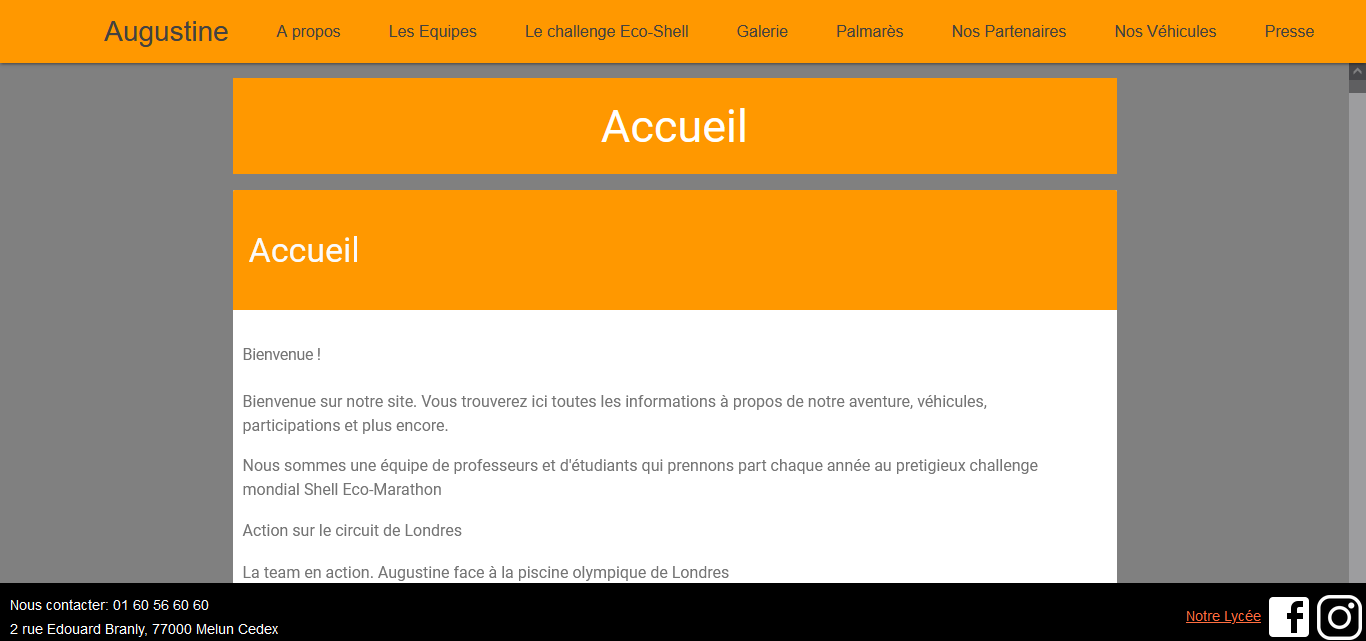 Augustine A propos Les Equipes Le challenge Eco-Shell Galerie Palmarès Nos Partenaires Nos Véhicules Presse
Accueil
Accueil
Bienvenue !
Bienvenue sur notre site. Vous trouverez ici toutes les informations à propos de notre aventure, véhicules,
participations et plus encore.
Nous sommes une équipe de professeurs et d'étudiants qui prennons part chaque année au pretigieux challenge
mondial Shell Eco-Marathon
Action sur le circuit de Londres
La team en action. Augustine face à la piscine olympique de Londres
Nous contacter: 01 60 56 60 60
2 rue Edouard Branly, 77000 Melun Cedex
Notre Lycée